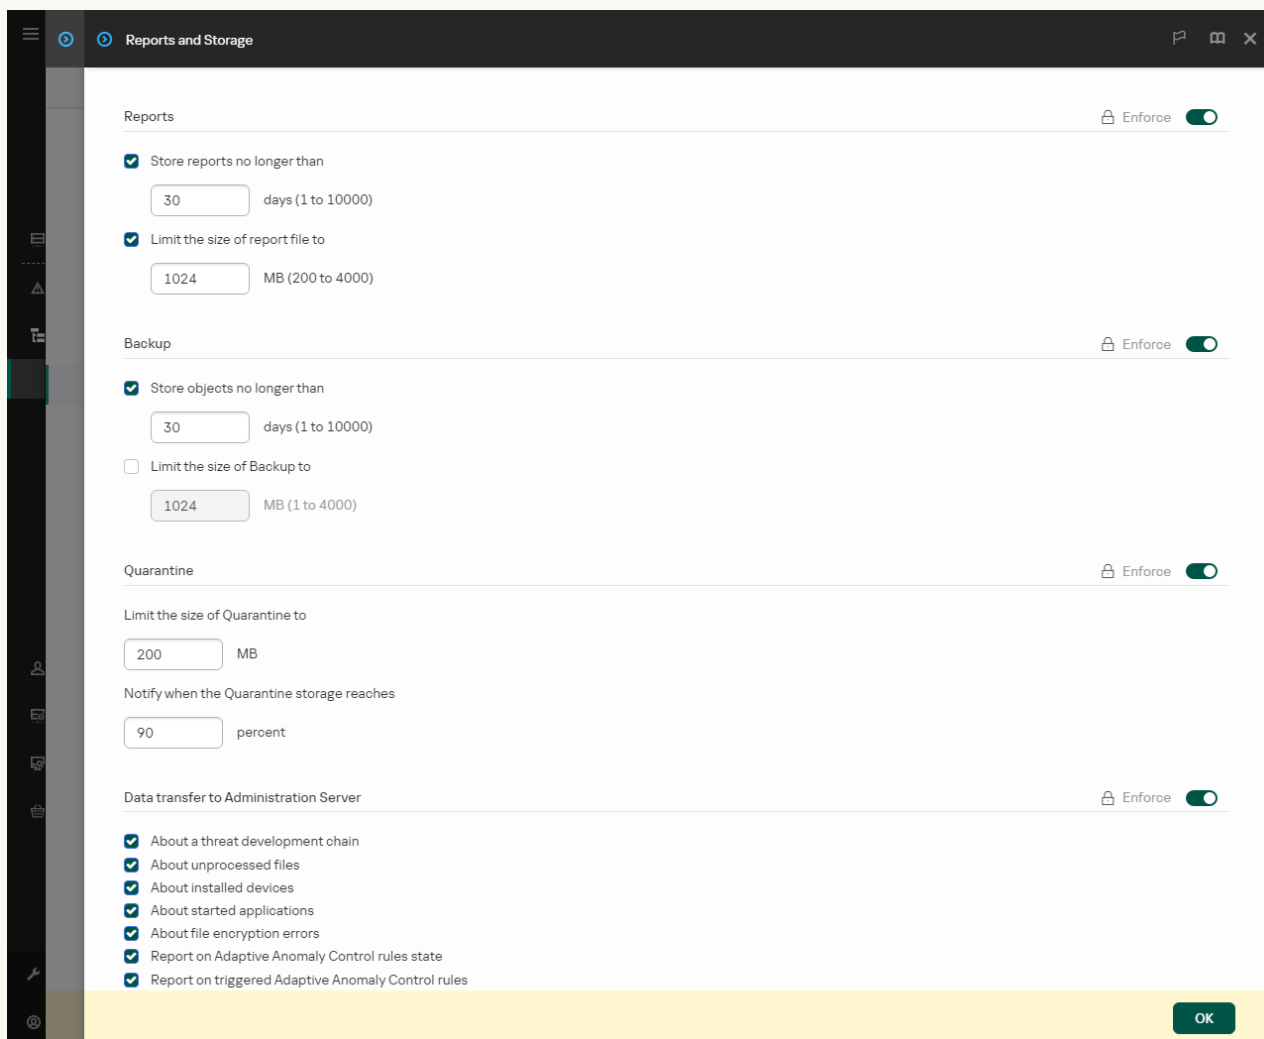 Reports and Storage
Reports
Enforce
Store reports no longer than
30 days (1 to 10000)
Limit the size of report file to
1024 MB (200 to 4000)
Backup
Enforce
Store objects no longer than
30 days (1 to 10000)
Limit the size of Backup to
1024 MB (1 to 4000)
Quarantine
Enforce
Limit the size of Quarantine to
200 MB
Notify when the Quarantine storage reaches
90 percent
Data transfer to Administration Server
Enforce
About a threat development chain
About unprocessed files
About installed devices
About started applications
About file encryption errors
Report on Adaptive Anomaly Control rules state
Report on triggered Adaptive Anomaly Control rules
OK